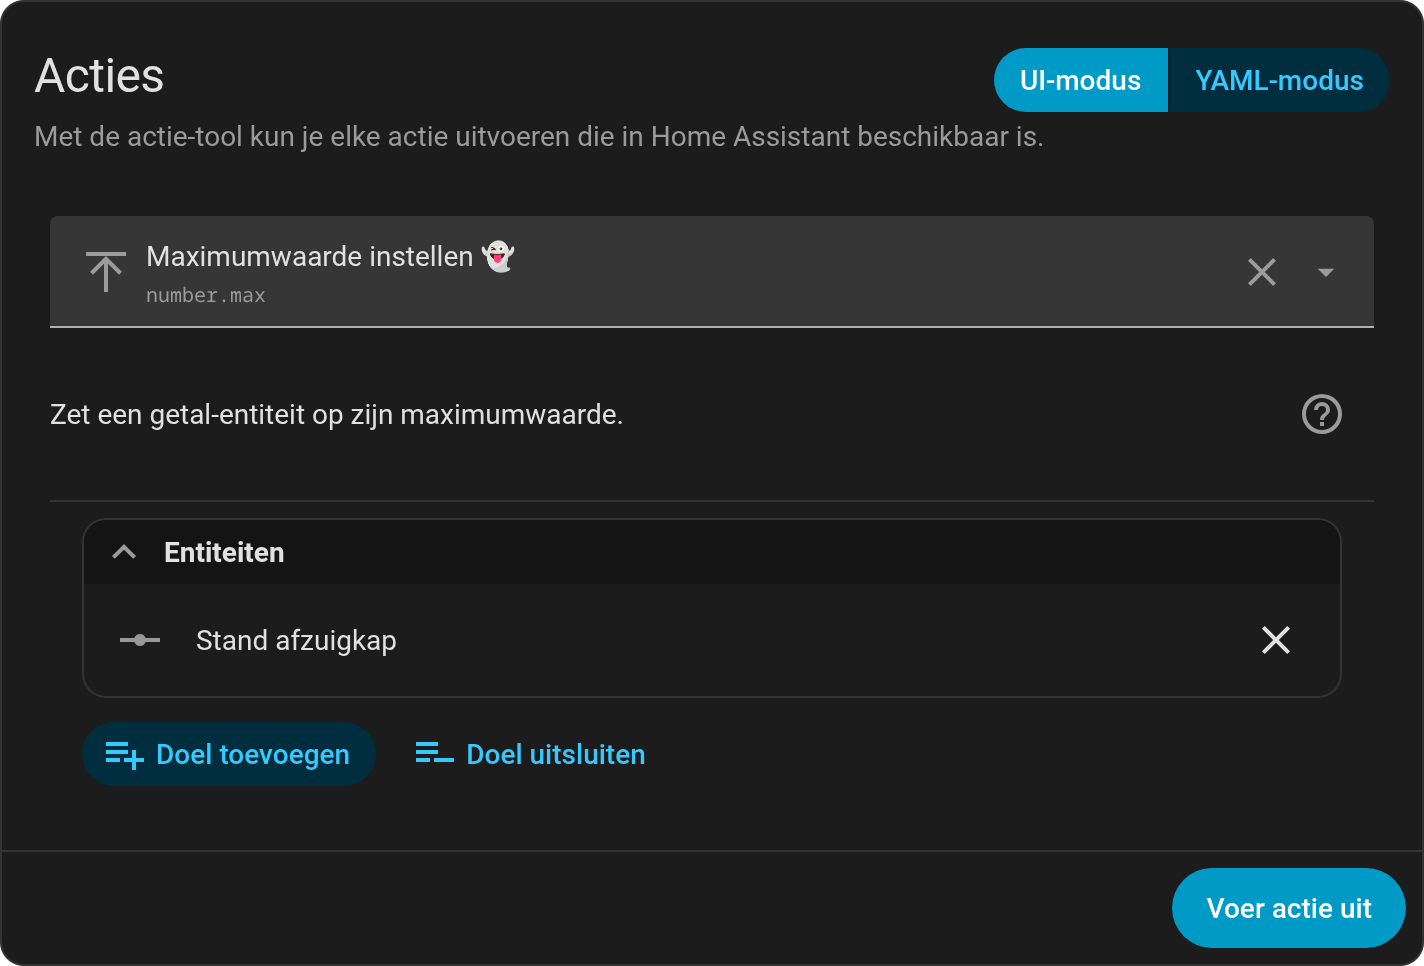 Acties
UI-modus
YAML-modus
Met de actie-tool kun je elke actie uitvoeren die in Home Assistant beschikbaar is.
Maximumwaarde instellen 👻
number.max
Zet een getal-entiteit op zijn maximumwaarde.
Entiteiten
Stand afzuigkap
Doel toevoegen
Doel uitsluiten
Voer actie uit